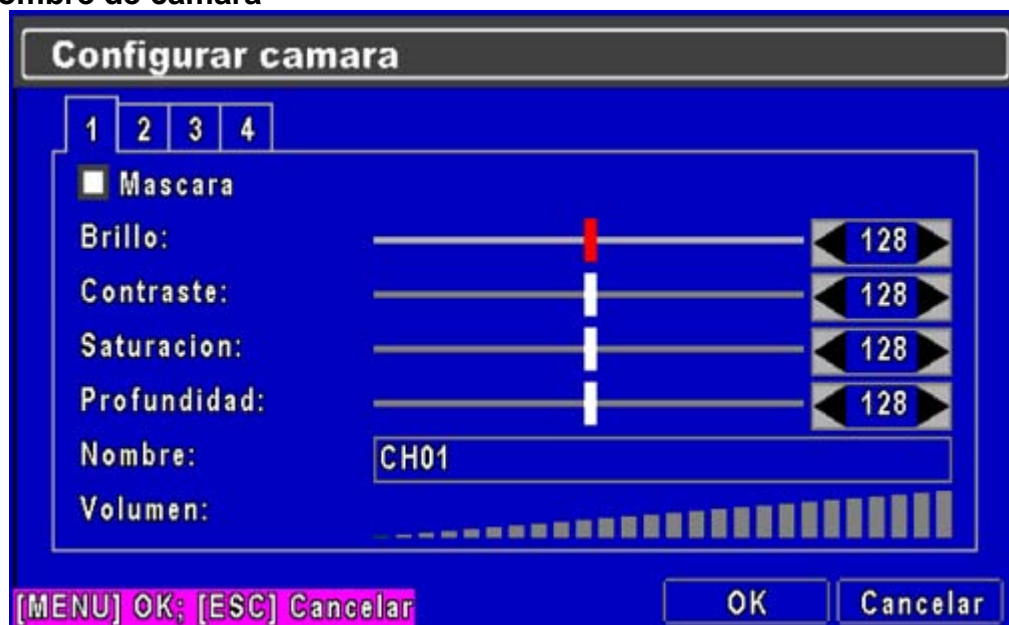 Configurar camara
1 2 3 4
Mascara
Brillo: 128
Contraste: 128
Saturacion: 128
Profundidad: 128
Nombre: CH01
Volumen:
[MENU] OK; [ESC] Cancelar OK Cancelar